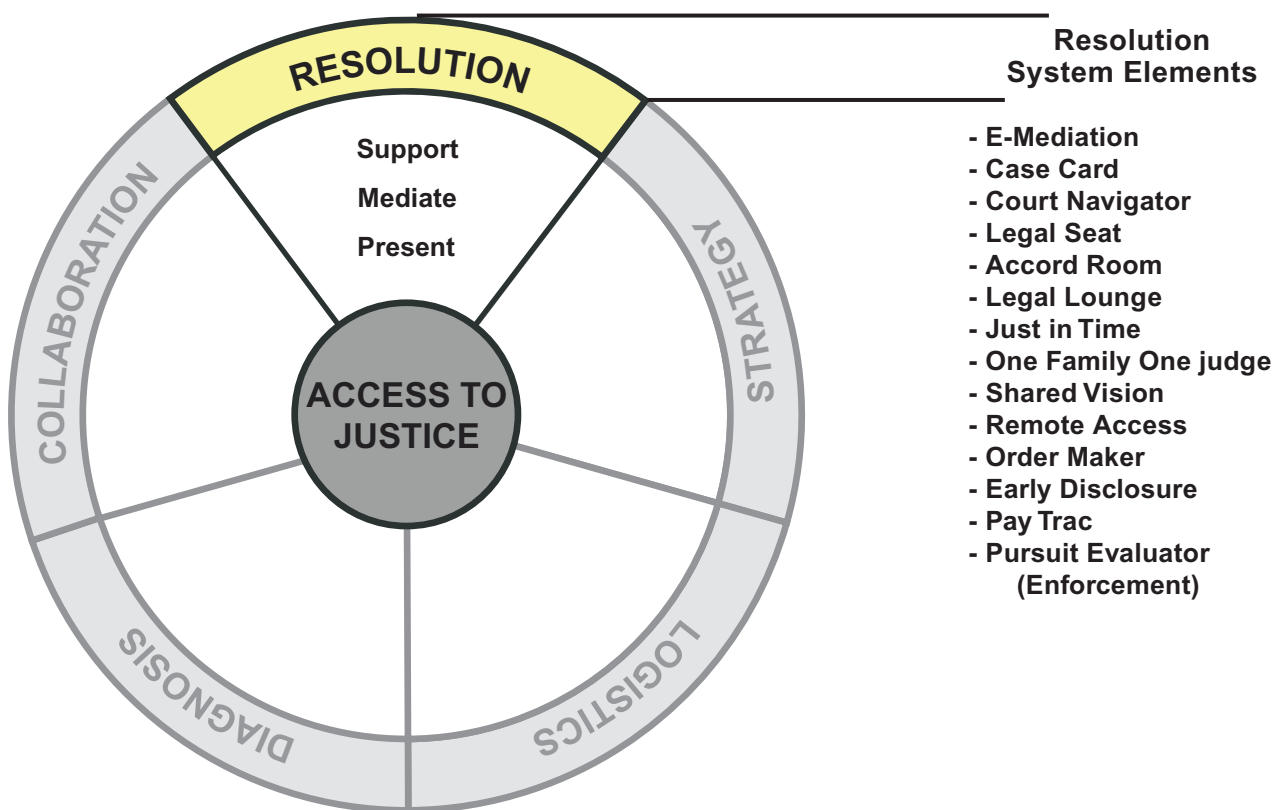 RESOLUTION
Support
Mediate
Present
COLLABORATION
STRATEGY
ACCESS TO
JUSTICE
DIAGNOSIS
LOGISTICS
Resolution
System Elements
- E-Mediation
- Case Card
- Court Navigator
- Legal Seat
- Accord Room
- Legal Lounge
- Just in Time
- One Family One judge
- Shared Vision
- Remote Access
- Order Maker
- Early Disclosure
- Pay Trac
- Pursuit Evaluator
(Enforcement)